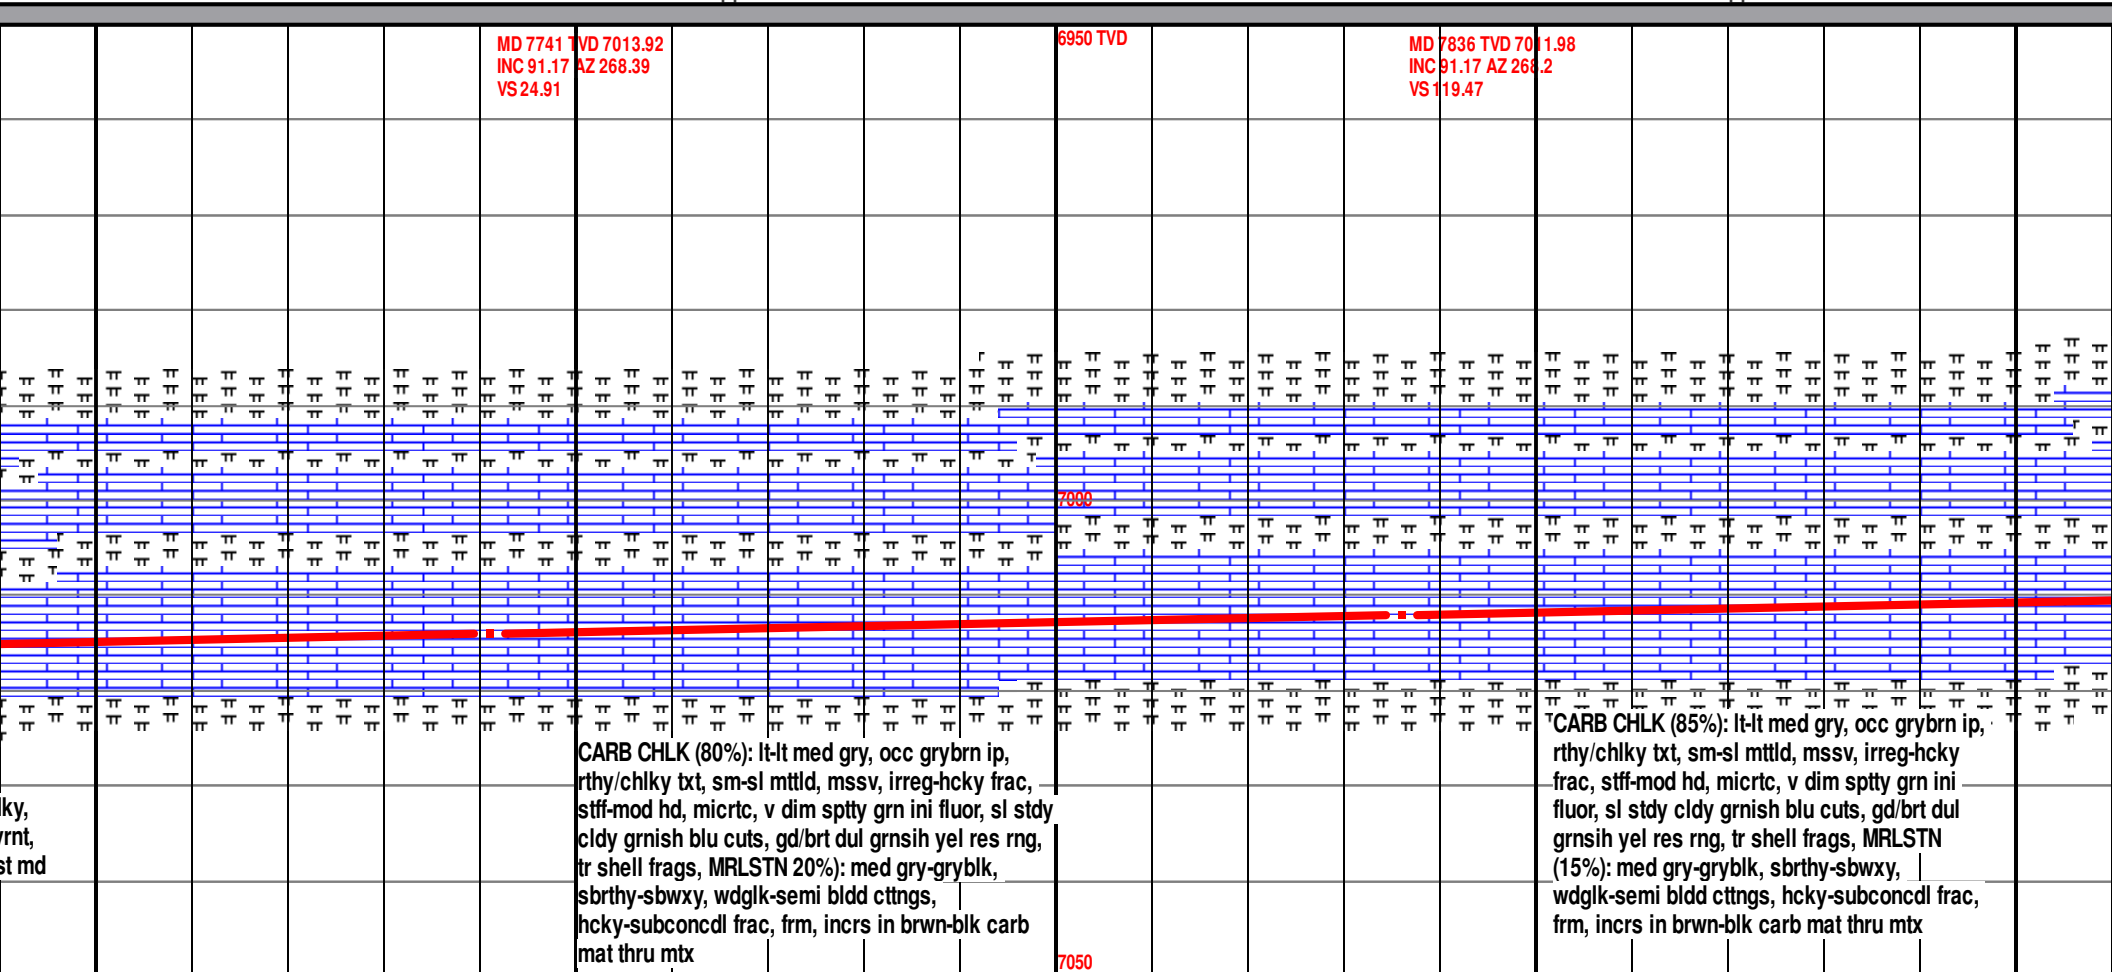 MD 7741 TVD 7013.92
INC 91.17 AZ 268.39
VS 24.91
6950 TVD
MD 7836 TVD 7011.98
INC 91.17 AZ 268.2
VS 119.47
7000
CARB CHLK (80%): lt-lt med gry, occ grybrn ip,
rthy/chlky txt, sm-sl mttld, mssv, irreg-hcky frac,
stff-mod hd, micrtc, v dim sptty grn ini fluor, sl stdy
cldy grnish blu cuts, gd/brt dul grnsih yel res rng,
tr shell frags, MRLSTN 20%): med gry-gryblk,
sbrthy-sbwxy, wdglk-semi bldd cttngs,
hcky-subconcdl frac, frm, incrs in brwn-blk carb
mat thru mtx
CARB CHLK (85%): lt-lt med gry, occ grybrn ip,
rthy/chlky txt, sm-sl mttld, mssv, irreg-hcky
frac, stff-mod hd, micrtc, v dim sptty grn ini
fluor, sl stdy cldy grnish blu cuts, gd/brt dul
grnsih yel res rng, tr shell frags, MRLSTN
(15%): med gry-gryblk, sbrthy-sbwxy,
wdglk-semi bldd cttngs, hcky-subconcdl frac,
frm, incrs in brwn-blk carb mat thru mtx
st md
7050